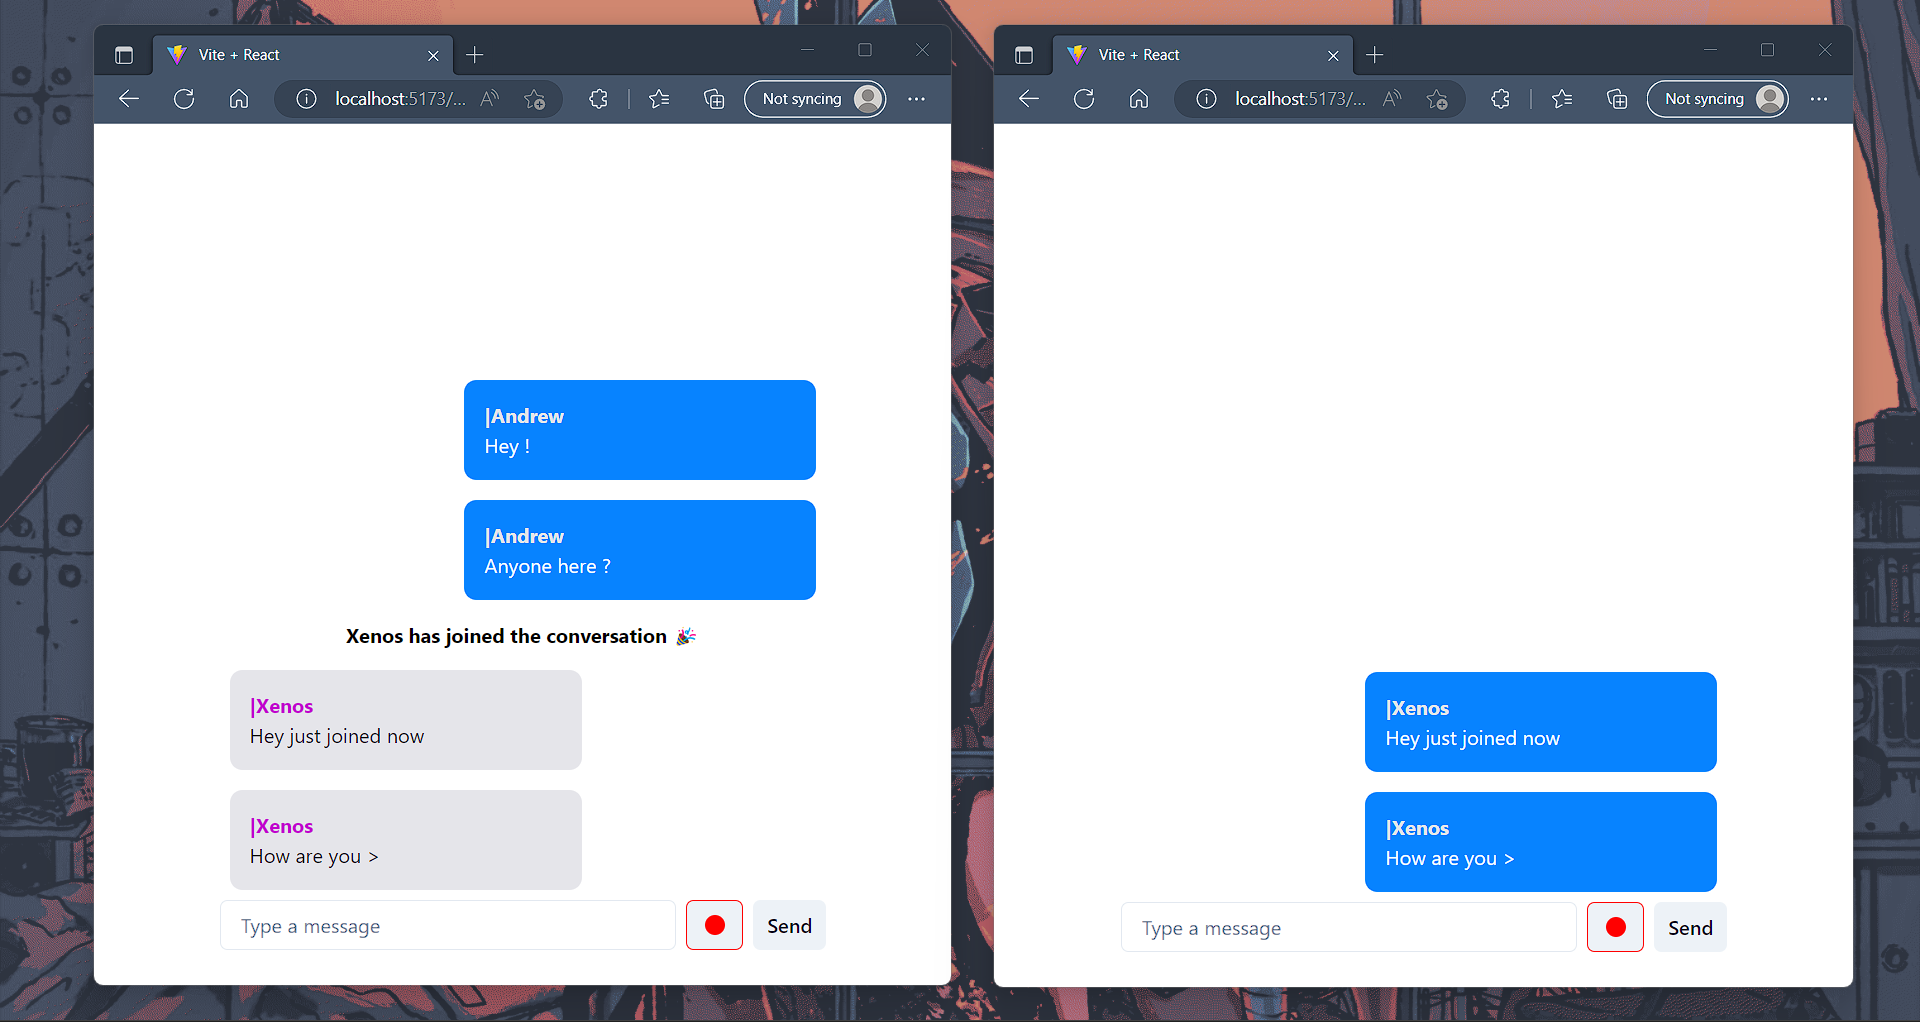 Vite + React
localhost:5173/...
Not syncing
|Andrew
Hey !
|Andrew
Anyone here ?
Xenos has joined the conversation 🎉
|Xenos
Hey just joined now
|Xenos
How are you >
Type a message
Send
Vite + React
localhost:5173/...
Not syncing
|Xenos
Hey just joined now
|Xenos
How are you >
Type a message
Send